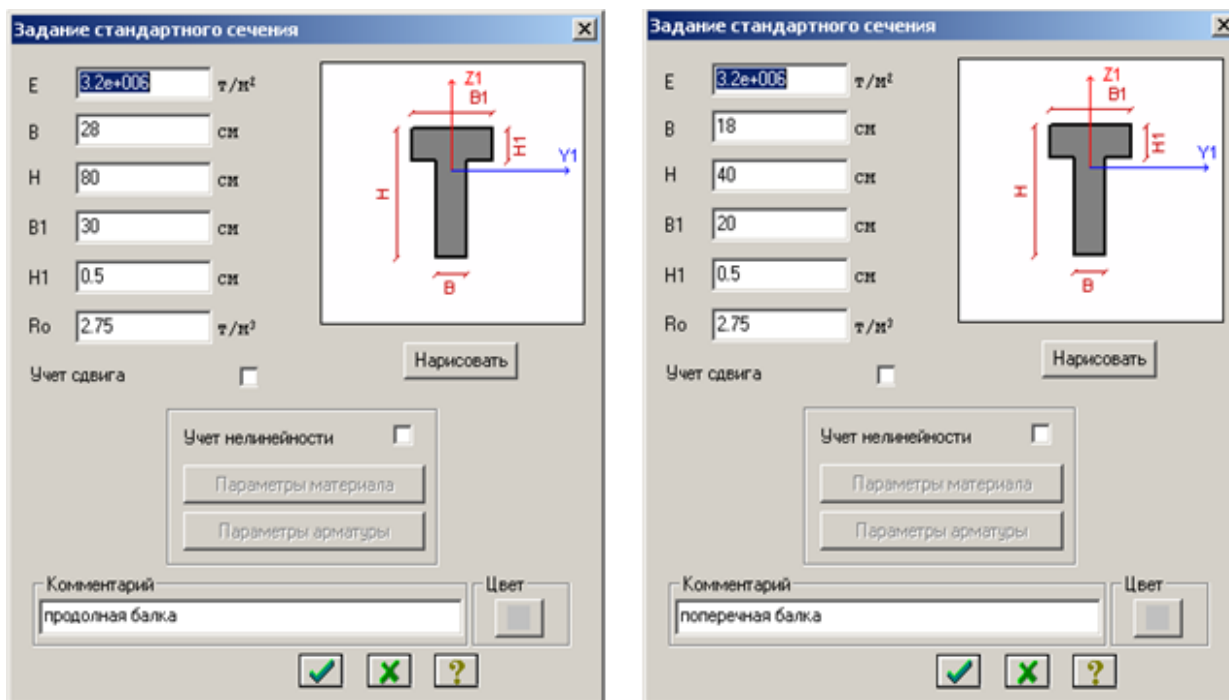 Задание стандартного сечения
E 3.2e+006 т/м²
B 28 см
H 80 см
B1 30 см
H1 0.5 см
Ro 2.75 т/м³
Z1
B1
H1
Y1
H
B
Учет сдвига
Нарисовать
Учет нелинейности
Параметры материала
Параметры арматуры
Комментарий
Цвет
продолная балка
?
Задание стандартного сечения
E 3.2e+006 т/м²
B 18 см
H 40 см
B1 20 см
H1 0.5 см
Ro 2.75 т/м³
Z1
B1
H1
Y1
H
B
Учет сдвига
Нарисовать
Учет нелинейности
Параметры материала
Параметры арматуры
Комментарий
Цвет
поперечная балка
?